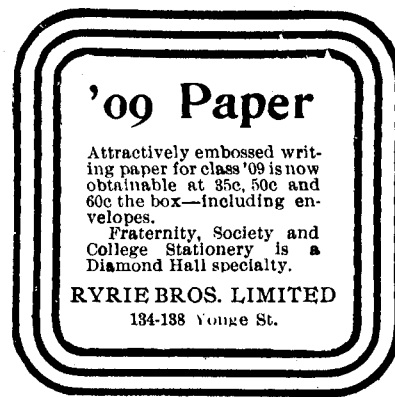 '09 Paper
Attractively embossed writ-
ing paper for class '09 is now
obtainable at 35c, 50c and
60c the box—including en-
velopes.
Fraternity, Society and
College Stationery is a
Diamond Hall specialty.
RYRIE BROS. LIMITED
134-138 Yonge St.